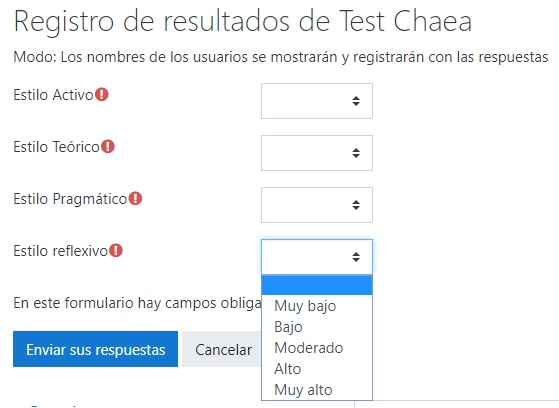 Registro de resultados de Test Chaea
Modo: Los nombres de los usuarios se mostrarán y registrarán con las respuestas
Estilo Activo
Estilo Teórico
Estilo Pragmático
Estilo reflexivo
En este formulario hay campos obliga
Muy bajo
Bajo
Moderado
Alto
Muy alto
Enviar sus respuestas
Cancelar